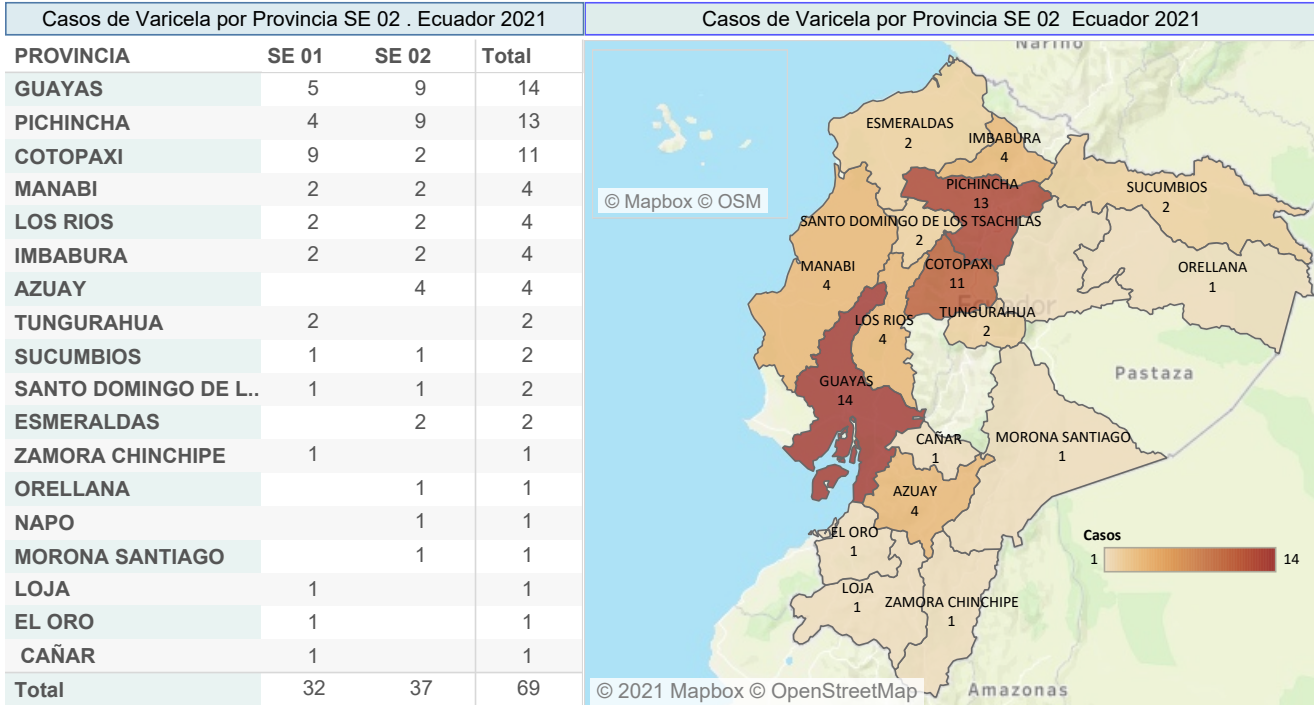 Casos de Varicela por Provincia SE 02 . Ecuador 2021
PROVINCIA SE 01 SE 02 Total
GUAYAS 5 9 14
PICHINCHA 4 9 13
COTOPAXI 9 2 11
MANABI 2 2 4
LOS RIOS 2 2 4
IMBABURA 2 2 4
AZUAY 4 4
TUNGURAHUA 2 2
SUCUMBIOS 1 1 2
SANTO DOMINGO DE L.. 1 1 2
ESMERALDAS 2 2
ZAMORA CHINCHIPE 1 1
ORELLANA 1 1
NAPO 1 1
MORONA SANTIAGO 1 1
LOJA 1 1
EL ORO 1 1
CAÑAR 1 1
Total 32 37 69
Casos de Varicela por Provincia SE 02 Ecuador 2021
Nariño
ESMERALDAS
2
IMBABURA
4
© Mapbox © OSM
PICHINCHA
13
SUCUMBIOS
2
SANTO DOMINGO DE LOS TSACHILAS
2
MANABI
4
COTOPAXI
11
ORELLANA
1
Ecuador
TUNGURAHUA
2
LOS RIOS
4
Pastaza
GUAYAS
14
CAÑAR
1
MORONA SANTIAGO
1
AZUAY
4
EL ORO
1
Casos
1 14
LOJA
1
ZAMORA CHINCHIPE
1
© 2021 Mapbox © OpenStreetMap
Amazonas